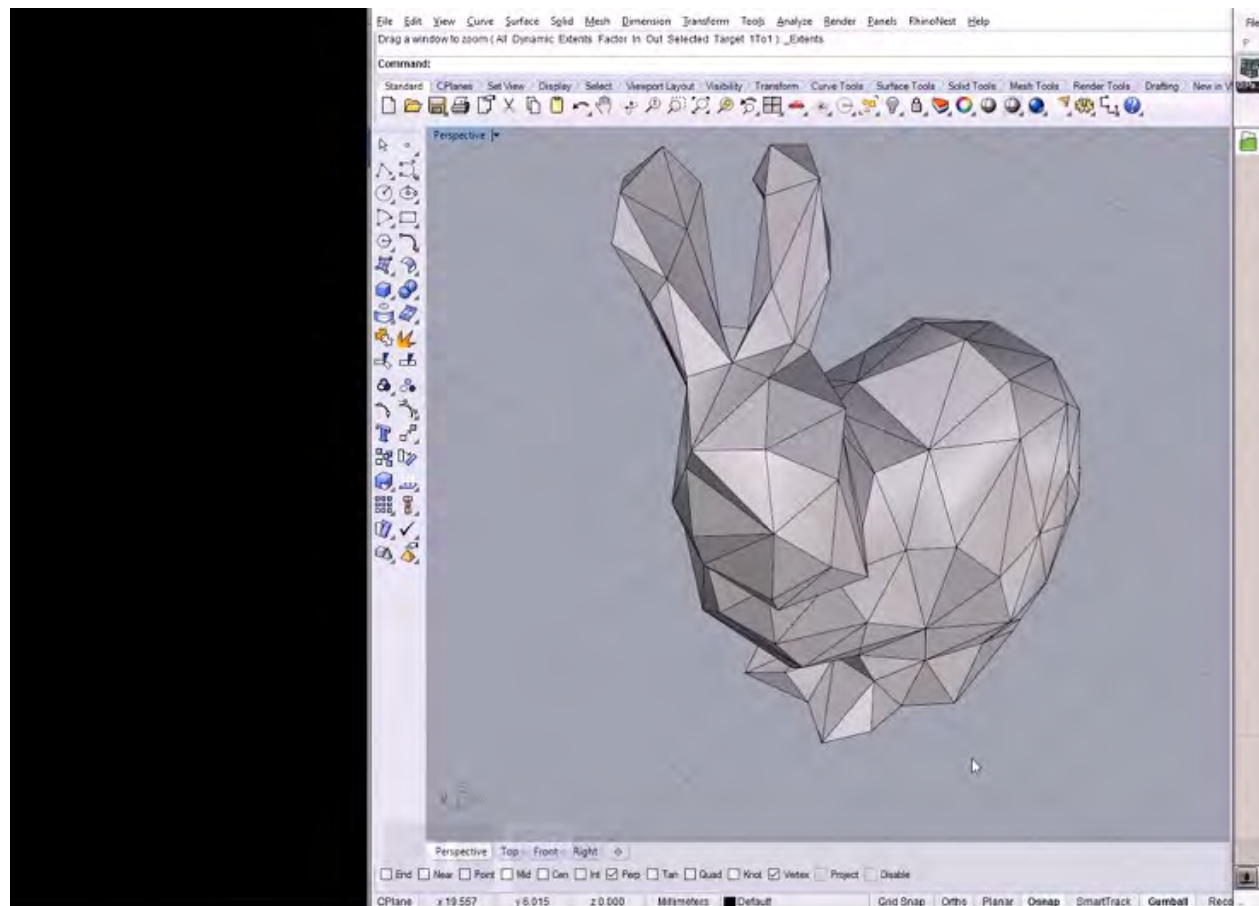 File Edit View Curve Surface Solid Mesh Dimension Transform Tools Analyze Render Panels RhinoNest Help
Drag a window to zoom ( All Dynamic Extents Factor In Out Selected Target 1To1 ): _Extents
Command:
Standard CPlanes Set View Display Select Viewport Layout Visibility Transform Curve Tools Surface Tools Solid Tools Mesh Tools Render Tools Drafting New in V
Perspective
Perspective Top Front Right
End Near Point Mid Cen Int Perp Tan Quad Knot Vertex Project Disable
CPlane x 19.557 y 6.015 z 0.000 Millimeters Default Grid Snap Ortho Planar Osnap SmartTrack Gumball Reco